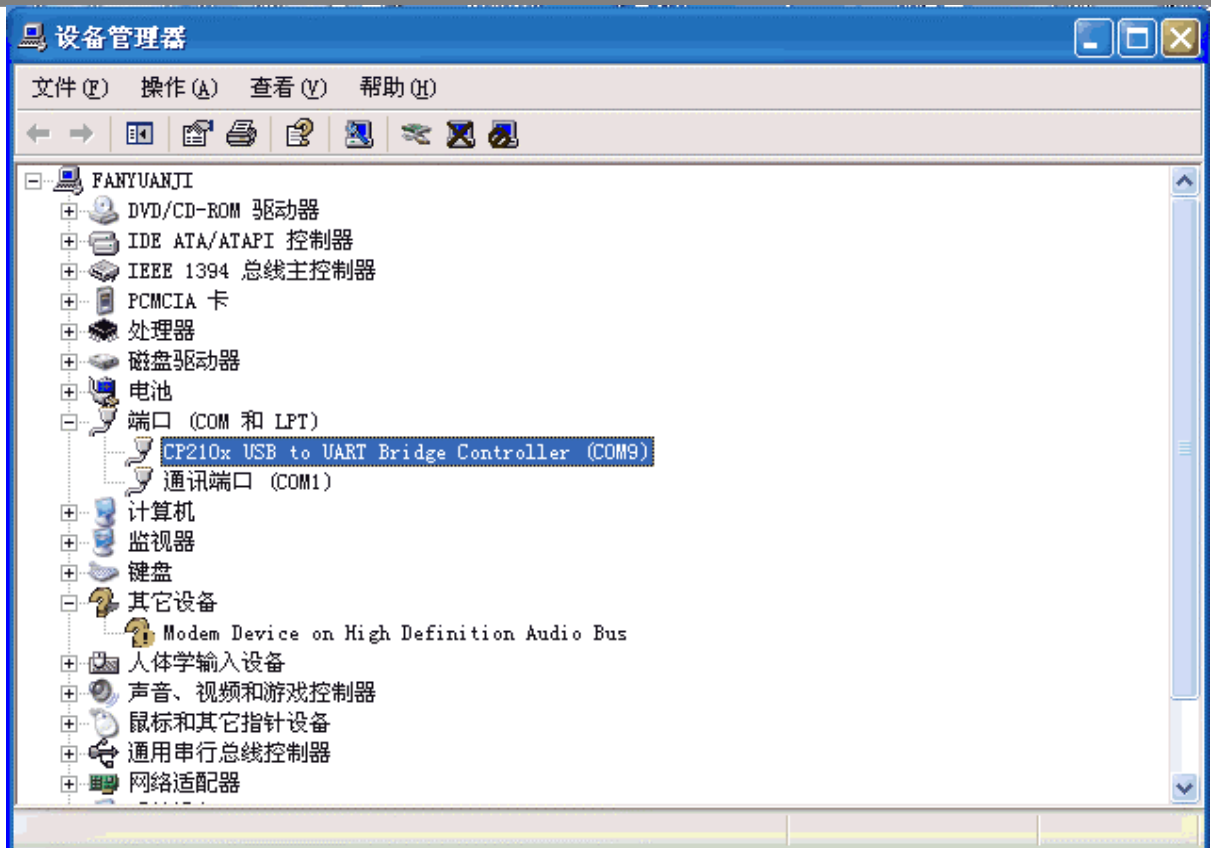 设备管理器
文件(F) 操作(A) 查看(V) 帮助(H)
FANYUANJI
DVD/CD-ROM 驱动器
IDE ATA/ATAPI 控制器
IEEE 1394 总线主控制器
PCMCIA 卡
处理器
磁盘驱动器
电池
端口 (COM 和 LPT)
CP210x USB to UART Bridge Controller (COM9)
通讯端口 (COM1)
计算机
监视器
键盘
其它设备
Modem Device on High Definition Audio Bus
人体学输入设备
声音、视频和游戏控制器
鼠标和其它指针设备
通用串行总线控制器
网络适配器